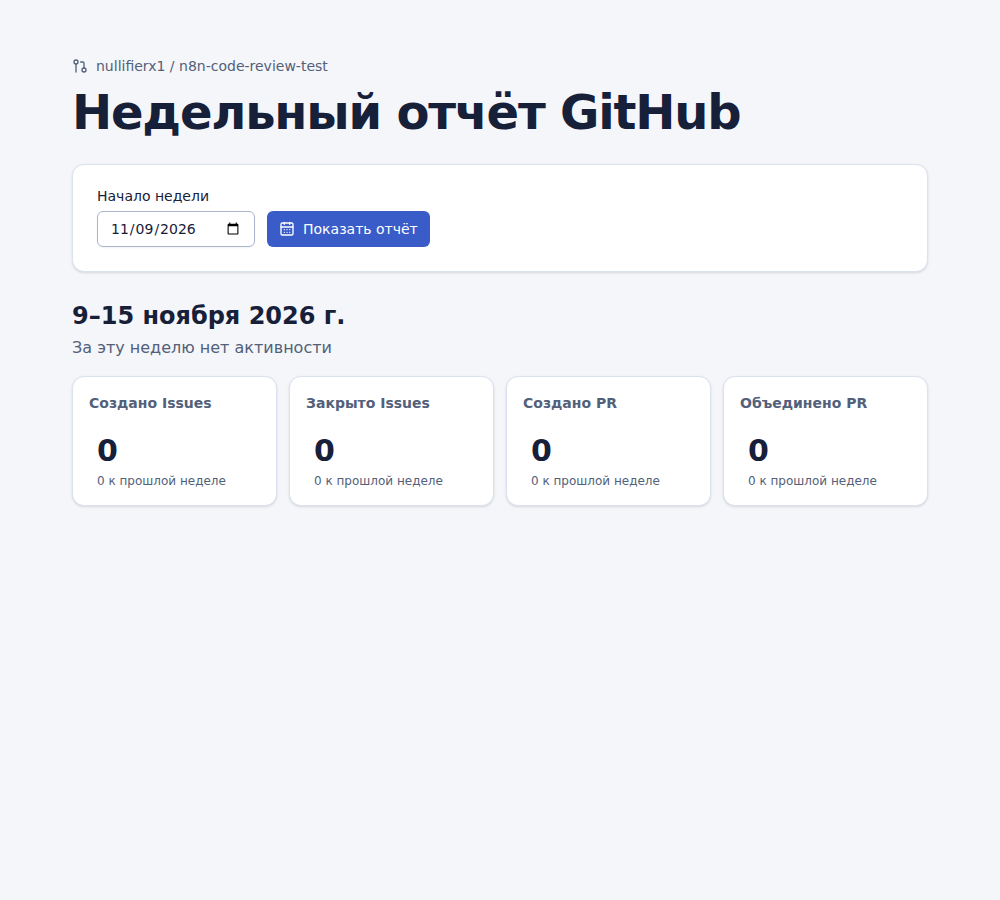 nullifierx1 / n8n-code-review-test
Недельный отчёт GitHub
Начало недели
11/09/2026
Показать отчёт
9–15 ноября 2026 г.
За эту неделю нет активности
Создано Issues
Закрыто Issues
Создано PR
Объединено PR
0
0
0
0
0 к прошлой неделе
0 к прошлой неделе
0 к прошлой неделе
0 к прошлой неделе